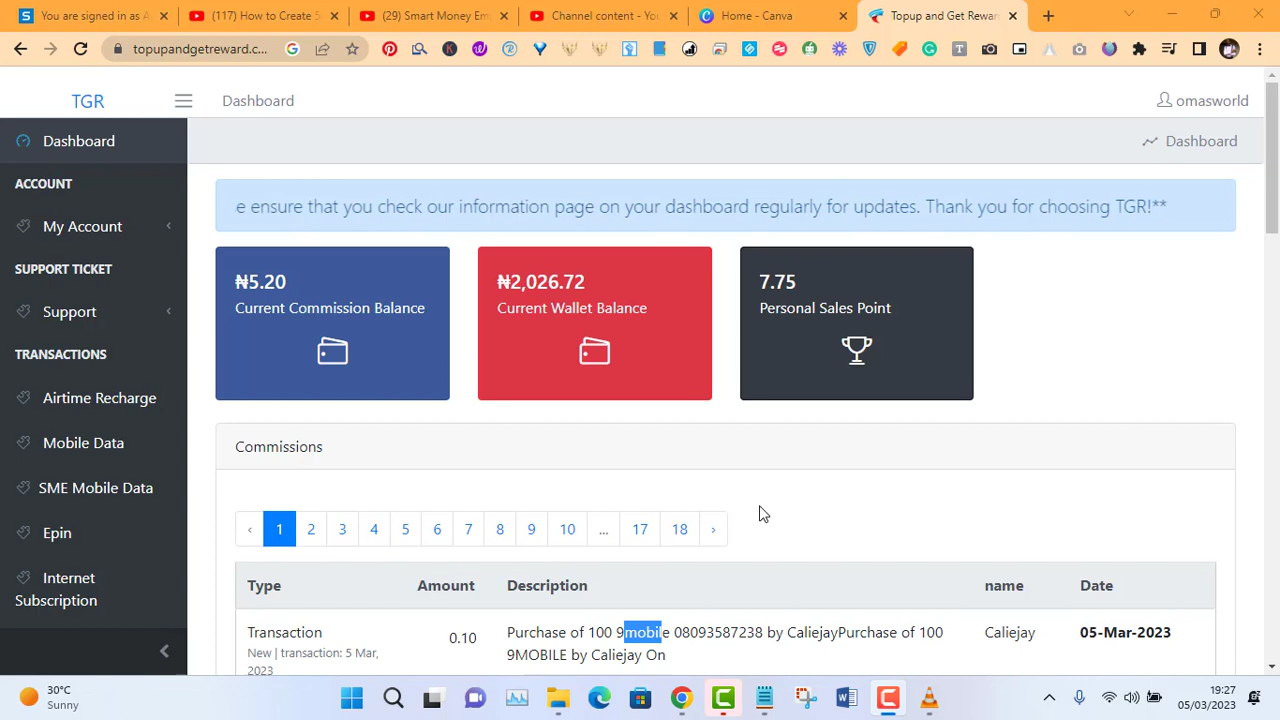 You are signed in as A
(117) How to Create S
(29) Smart Money Em
Channel content - You
Home - Canva
Topup and Get Rewar
topupandgetreward.c...
TGR
Dashboard
omasworld
Dashboard
Dashboard
e ensure that you check our information page on your dashboard regularly for updates. Thank you for choosing TGR!**
ACCOUNT
My Account
SUPPORT TICKET
Support
TRANSACTIONS
Airtime Recharge
Mobile Data
SME Mobile Data
Epin
Internet
Subscription
₦5.20
Current Commission Balance
₦2,026.72
Current Wallet Balance
7.75
Personal Sales Point
Commissions
‹ 1 2 3 4 5 6 7 8 9 10 ... 17 18 ›
Type Amount Description name Date
Transaction 0.10 Purchase of 100 9mobile 08093587238 by CaliejayPurchase of 100 Caliejay 05-Mar-2023
New | transaction: 5 Mar, 9MOBILE by Caliejay On
2023
30°C
Sunny
19:27
05/03/2023